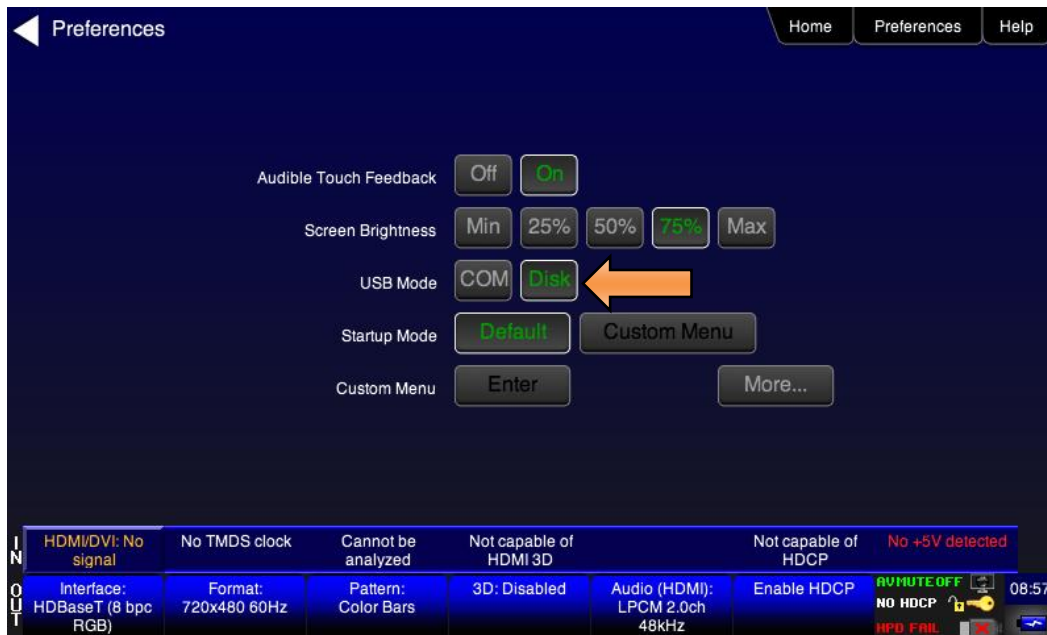 Preferences
Home
Preferences
Help
Audible Touch Feedback
Off
On
Screen Brightness
Min
25%
50%
75%
Max
USB Mode
COM
Disk
Startup Mode
Default
Custom Menu
Custom Menu
Enter
More...
IN
HDMI/DVI: No
signal
No TMDS clock
Cannot be
analyzed
Not capable of
HDMI 3D
Not capable of
HDCP
No +5V detected
OUT
Interface:
HDBaseT (8 bpc
RGB)
Format:
720x480 60Hz
Pattern:
Color Bars
3D: Disabled
Audio (HDMI):
LPCM 2.0ch
48kHz
Enable HDCP
AVMUTE OFF
NO HDCP
HPD FAIL
08:57